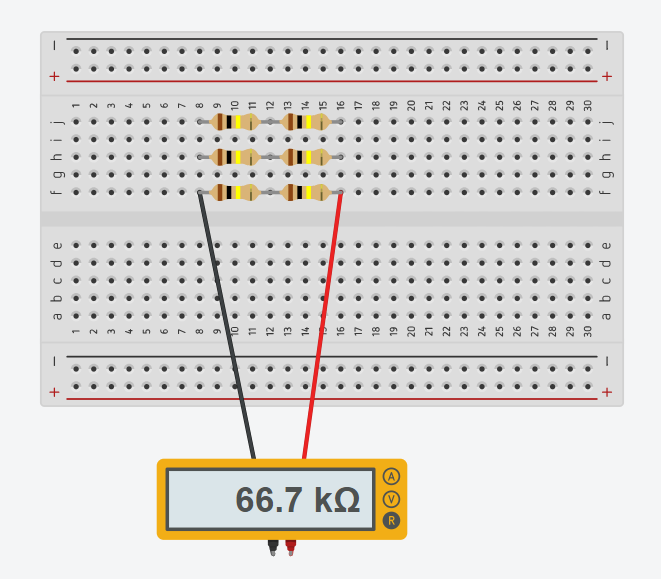 – –
+ +
1 2 3 4 5 6 7 8 9 10 11 12 13 14 15 16 17 18 19 20 21 22 23 24 25 26 27 28 29 30
j j
i i
h h
g g
f f
e e
d d
c c
b b
a a
1 2 3 4 5 6 7 8 9 10 11 12 13 14 15 16 17 18 19 20 21 22 23 24 25 26 27 28 29 30
– –
+ +
66.7 kΩ
A
V
R